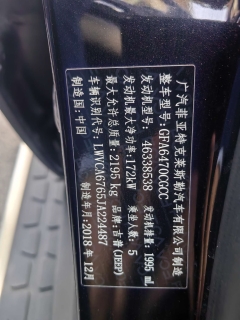 广汽菲亚特克莱斯勒汽车有限公司制造
整车型号: GFA6470CGCC
发动机型号: 46338538 发动机排量: 1995 mL
发动机最大净功率: 172kW 乘坐人数: 5
最大允许总质量: 2195 kg 品牌: 吉普(JEEP)
车辆识别代号: LWVCA6765JA224487
制造国: 中国 制造年月: 2018年12月